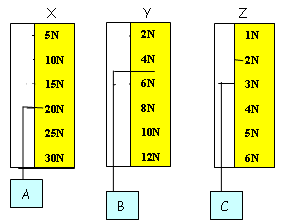 X Y Z
5N 2N 1N
10N 4N 2N
15N 6N 3N
20N 8N 4N
25N 10N 5N
30N 12N 6N
A B C